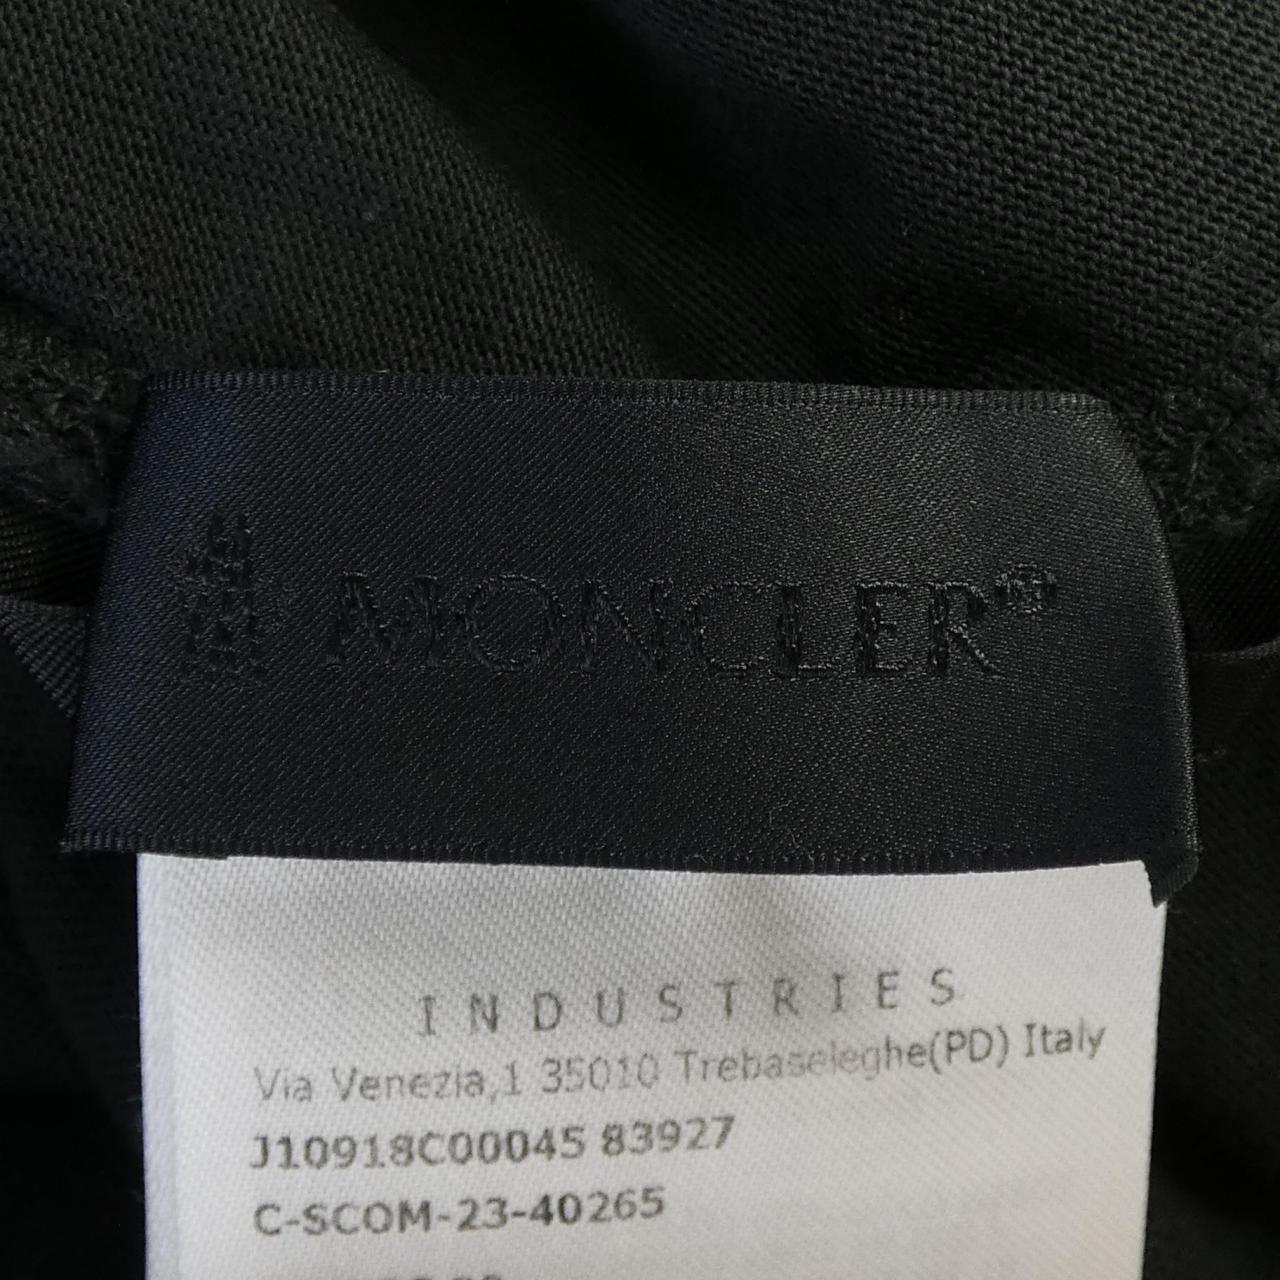 MONCLER
INDUSTRIES
Via Venezia,1 35010 Trebaseleghe(PD) Italy
J10918C00045 83927
C-SCOM-23-40265